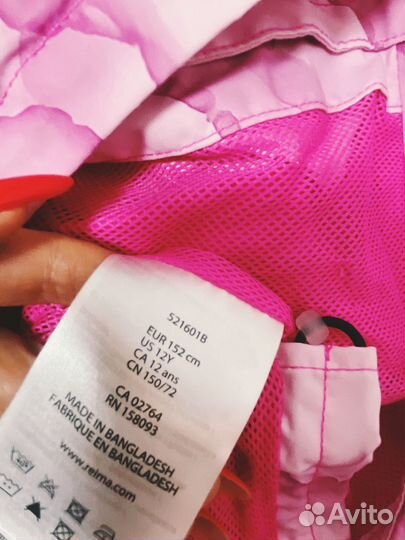 521601B
EUR 152 cm
US 12Y
CA 12 ans
CN 150/72
CA 02764
RN 158093
MADE IN BANGLADESH
FABRIQUE EN BANGLADESH
www.reima.com
Avito